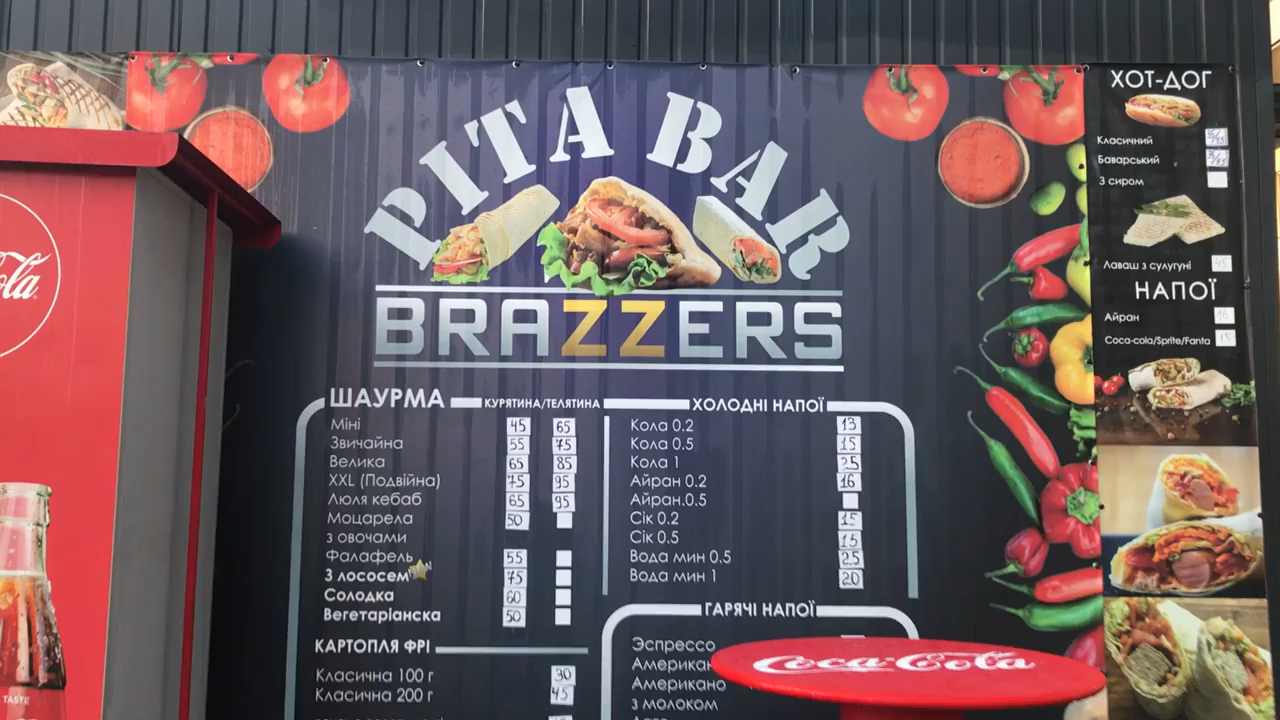 PITA BAR
BRAZZERS
ШАУРМА КУРЯТИНА/ТЕЛЯТИНА
Міні 45 65
Звичайна 55 75
Велика 65 85
XXL (Подвійна) 75 95
Люля кебаб 65 95
Моцарела 50
з овочами
Фалафель 55
З лососем 75
Солодка 60
Вегетаріанска 50
КАРТОПЛЯ ФРІ
Класична 100 г 30
Класична 200 г 45
ХОЛОДНІ НАПОЇ
Кола 0.2 13
Кола 0.5 15
Кола 1 25
Айран 0.2 16
Айран.0.5
Сік 0.2 15
Сік 0.5 15
Вода мин 0.5 25
Вода мин 1 20
ГАРЯЧІ НАПОЇ
Эспрессо
Американ
Американо
з молоком
Coca-Cola
ХОТ-ДОГ
Класичний
Баварський
З сиром
Лаваш з сулугуні 45
НАПОЇ
Айран 16
Coca-cola/Sprite/Fanta 15
Cola
TASTE